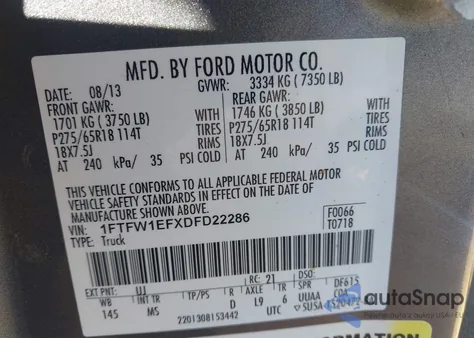 MFD. BY FORD MOTOR CO.
DATE: 08/13
GVWR: 3334 KG ( 7350 LB)
FRONT GAWR:
1701 KG ( 3750 LB)
P275/65R18 114T
18X7.5J
AT 240 kPa/ 35
REAR GAWR:
1746 KG ( 3850 LB)
WITH
TIRES P275/65R18 114T
RIMS 18X7.5J
PSI COLD AT 240 kPa/ 35
WITH
TIRES
RIMS
PSI COLD
THIS VEHICLE CONFORMS TO ALL APPLICABLE FEDERAL MOTOR
VEHICLE SAFETY STANDARDS IN EFFECT ON THE DATE OF
MANUFACTURE SHOWN ABOVE.
VIN: 1FTFW1EFXDFD22286
TYPE: Truck
F0066
T0718
EXT PNT: UJ RC: 21 DSO:
WB INT TR TP/PS R AXLE TR SPR DF615
145 MS D L9 6 UUAA
UTC
2201308153442
autaSnap
INFORMATION